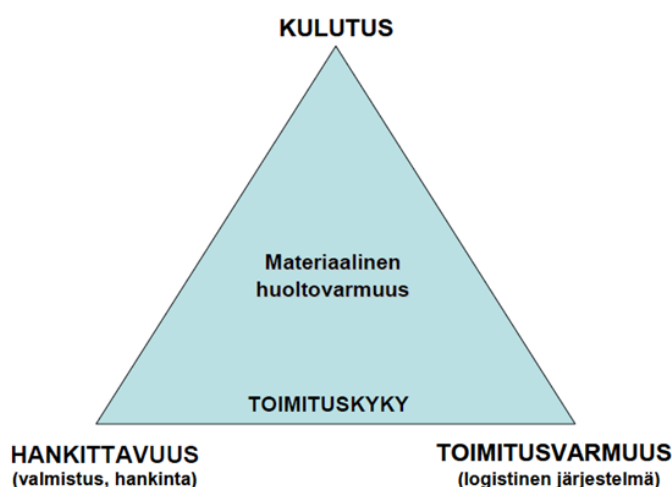 KULUTUS
Materiaalinen
huoltovarmuus
TOIMITUSKYKY
HANKITTAVUUS
(valmistus, hankinta)
TOIMITUSVARMUUS
(logistinen järjestelmä)